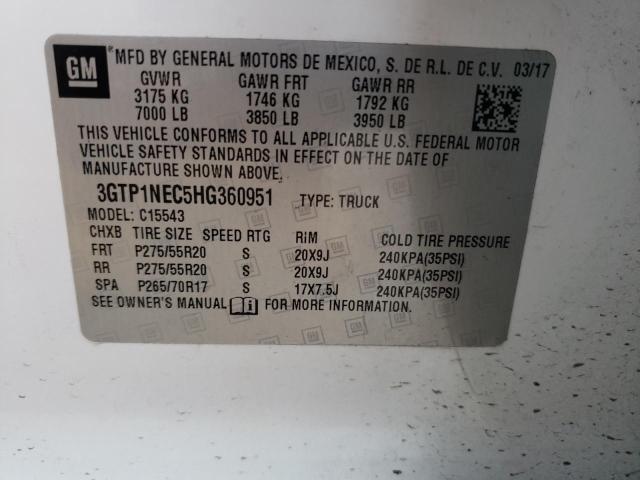 GM
MFD BY GENERAL MOTORS DE MEXICO, S. DE R.L. DE C.V. 03/17
GVWR GAWR FRT GAWR RR
3175 KG 1746 KG 1792 KG
7000 LB 3850 LB 3950 LB
THIS VEHICLE CONFORMS TO ALL APPLICABLE U.S. FEDERAL MOTOR
VEHICLE SAFETY STANDARDS IN EFFECT ON THE DATE OF
MANUFACTURE SHOWN ABOVE.
3GTP1NEC5HG360951 TYPE: TRUCK
MODEL: C15543
CHXB TIRE SIZE SPEED RTG RIM COLD TIRE PRESSURE
FRT P275/55R20 S 20X9J 240KPA(35PSI)
RR P275/55R20 S 20X9J 240KPA(35PSI)
SPA P265/70R17 S 17X7.5J 240KPA(35PSI)
SEE OWNER'S MANUAL i FOR MORE INFORMATION.